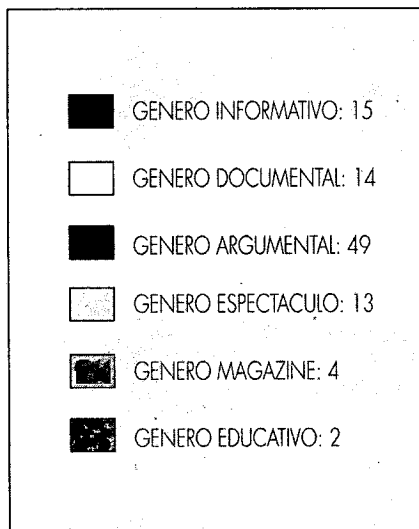 GENERO INFORMATIVO: 15
GENERO DOCUMENTAL: 14
GENERO ARGUMENTAL: 49
GENERO ESPECTACULO: 13
GENERO MAGAZINE: 4
GENERO EDUCATIVO: 2